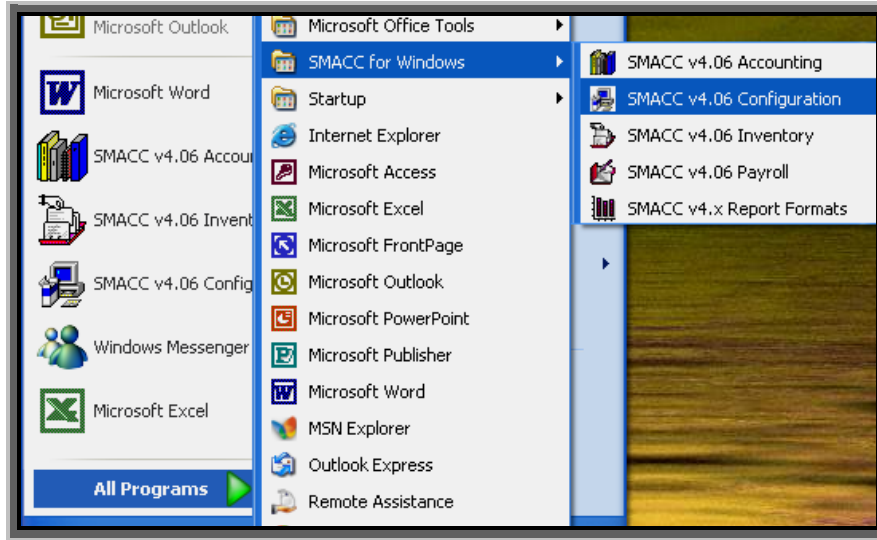 Microsoft Outlook
Microsoft Word
SMACC v4.06 Accou
SMACC v4.06 Invent
SMACC v4.06 Config
Windows Messenger
Microsoft Excel
All Programs
Microsoft Office Tools
SMACC for Windows
Startup
Internet Explorer
Microsoft Access
Microsoft Excel
Microsoft FrontPage
Microsoft Outlook
Microsoft PowerPoint
Microsoft Publisher
Microsoft Word
MSN Explorer
Outlook Express
Remote Assistance
SMACC v4.06 Accounting
SMACC v4.06 Configuration
SMACC v4.06 Inventory
SMACC v4.06 Payroll
SMACC v4.x Report Formats